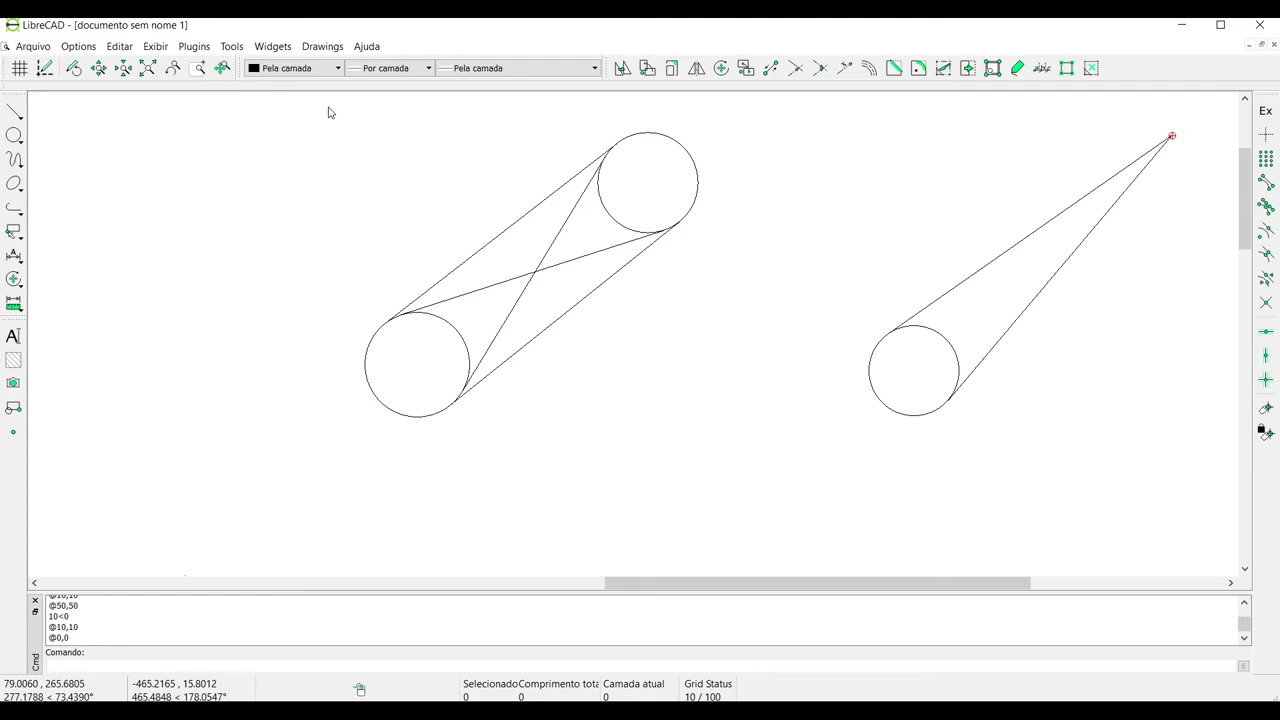 LibreCAD - [documento sem nome 1]
Arquivo Options Editar Exibir Plugins Tools Widgets Drawings Ajuda
Pela camada Por camada Pela camada
Ex
A
@10,10
@50,50
10<0
@10,10
@0,0
Cmd
Comando:
79.0060 , 265.6805 -465.2165 , 15.8012 Selecionado Comprimento tota Camada atual Grid Status
277.1788 < 73.4390° 465.4848 < 178.0547° 0 0 0 10 / 100